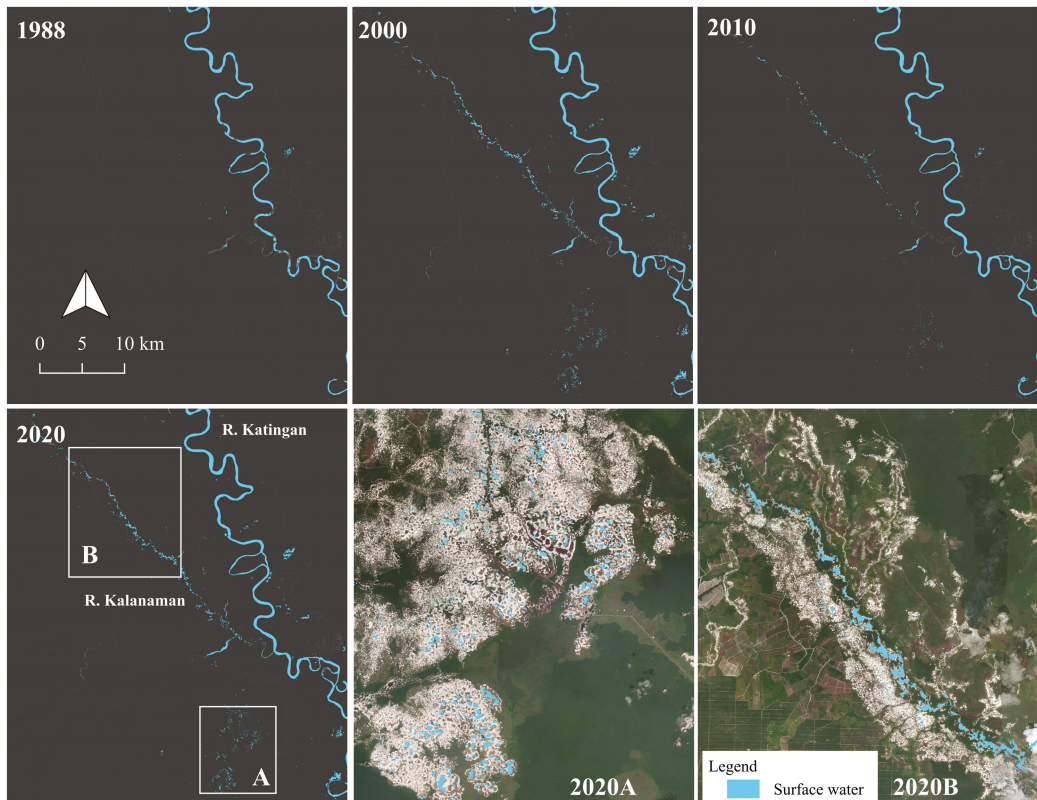 1988
2000
2010
0 5 10 km
2020
R. Katingan
B
R. Kalanaman
A
2020A
Legend
Surface water
2020B